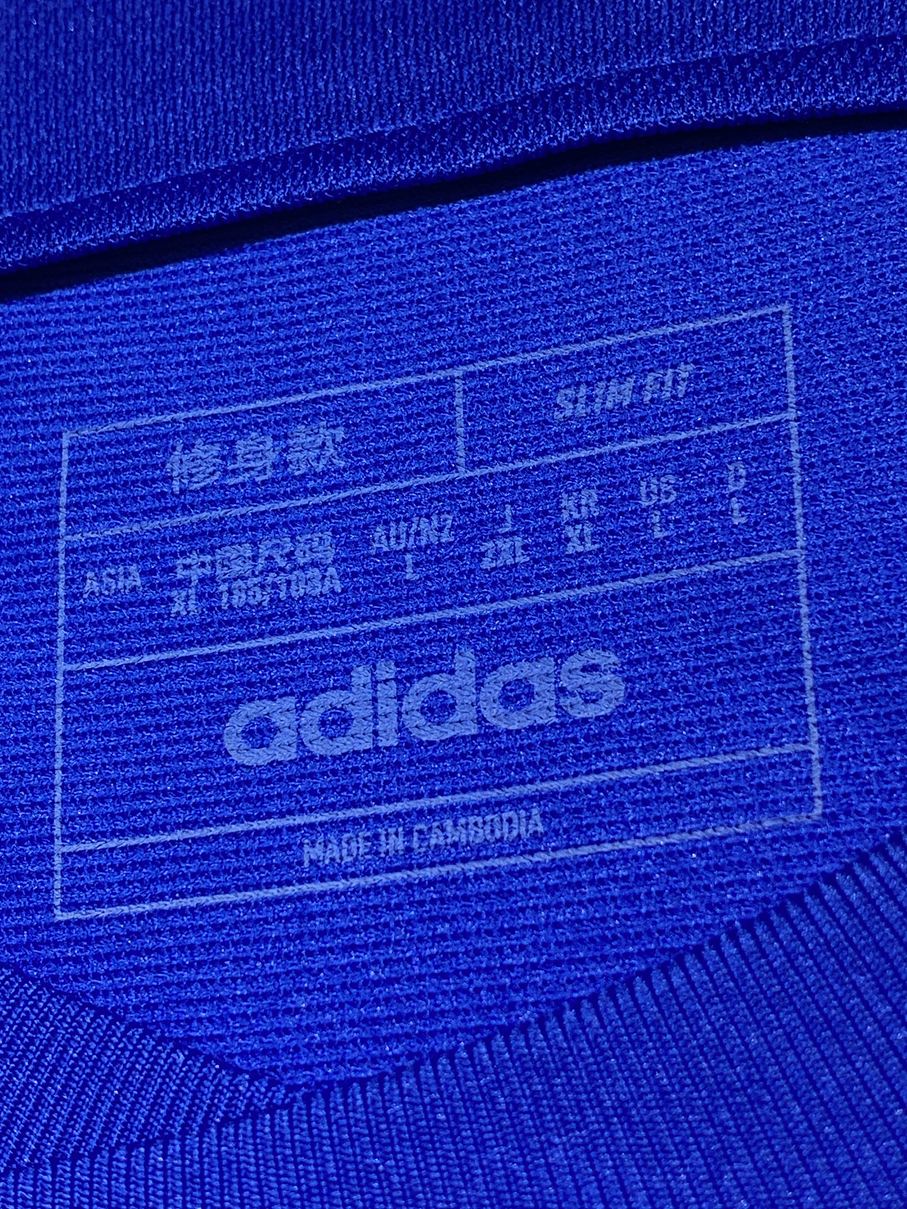 修身款 SLIM FIT
ASIA 中国尺码 AU/NZ J KR US D
XL 185/108A L 2XL XL L L
adidas
MADE IN CAMBODIA